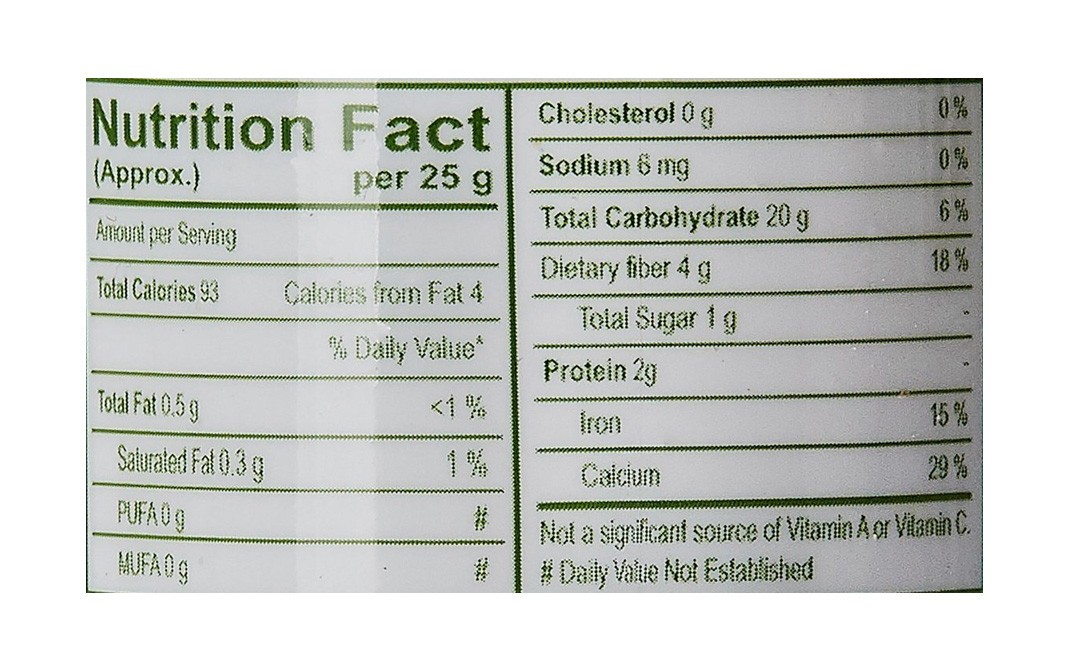 Nutrition Fact
(Approx.) per 25 g
Amount per Serving
Total Calories 93 Calories from Fat 4
% Daily Value*
Total Fat 0.5 g <1 %
Saturated Fat 0.3 g 1 %
PUFA 0 g #
MUFA 0 g #
Cholesterol 0 g 0 %
Sodium 6 mg 0 %
Total Carbohydrate 20 g 6 %
Dietary fiber 4 g 18 %
Total Sugar 1 g -
Protein 2g -
Iron 15 %
Calcium 29 %
Not a significant source of Vitamin A or Vitamin C.
# Daily Value Not Established